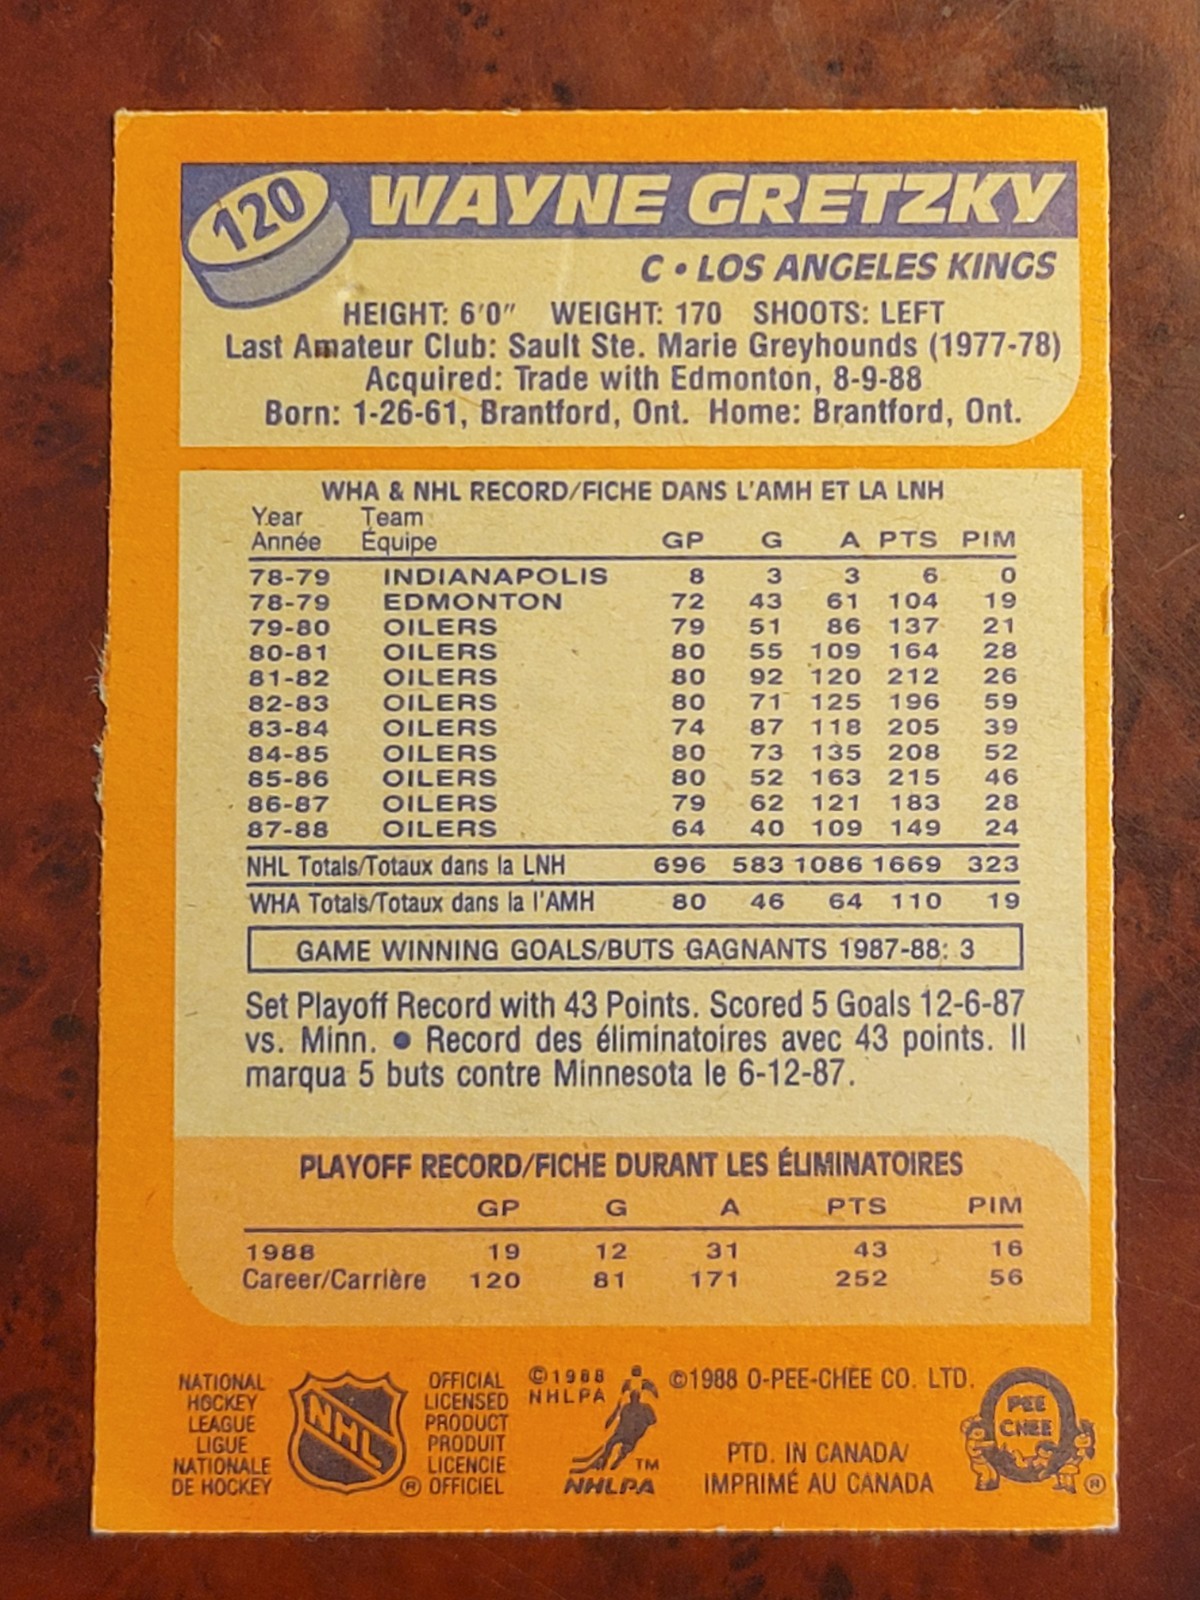 120
WAYNE GRETZKY
C • LOS ANGELES KINGS
HEIGHT: 6'0" WEIGHT: 170 SHOOTS: LEFT
Last Amateur Club: Sault Ste. Marie Greyhounds (1977-78)
Acquired: Trade with Edmonton, 8-9-88
Born: 1-26-61, Brantford, Ont. Home: Brantford, Ont.
WHA & NHL RECORD/FICHE DANS L'AMH ET LA LNH
Year Team
Année Équipe GP G A PTS PIM
78-79 INDIANAPOLIS 8 3 3 6 0
78-79 EDMONTON 72 43 61 104 19
79-80 OILERS 79 51 86 137 21
80-81 OILERS 80 55 109 164 28
81-82 OILERS 80 92 120 212 26
82-83 OILERS 80 71 125 196 59
83-84 OILERS 74 87 118 205 39
84-85 OILERS 80 73 135 208 52
85-86 OILERS 80 52 163 215 46
86-87 OILERS 79 62 121 183 28
87-88 OILERS 64 40 109 149 24
NHL Totals/Totaux dans la LNH 696 583 1086 1669 323
WHA Totals/Totaux dans la l'AMH 80 46 64 110 19
GAME WINNING GOALS/BUTS GAGNANTS 1987-88: 3
Set Playoff Record with 43 Points. Scored 5 Goals 12-6-87
vs. Minn. • Record des éliminatoires avec 43 points. Il
marqua 5 buts contre Minnesota le 6-12-87.
PLAYOFF RECORD/FICHE DURANT LES ÉLIMINATOIRES
GP G A PTS PIM
1988 19 12 31 43 16
Career/Carrière 120 81 171 252 56
NATIONAL
HOCKEY
LEAGUE
LIGUE
NATIONALE
DE HOCKEY
NHL
®
OFFICIAL
LICENSED
PRODUCT
PRODUIT
LICENCIE
OFFICIEL
©1988
NHLPA
TM
NHLPA
©1988 O-PEE-CHEE CO. LTD.
PTD. IN CANADA/
IMPRIMÉ AU CANADA
PEE
CHEE
®